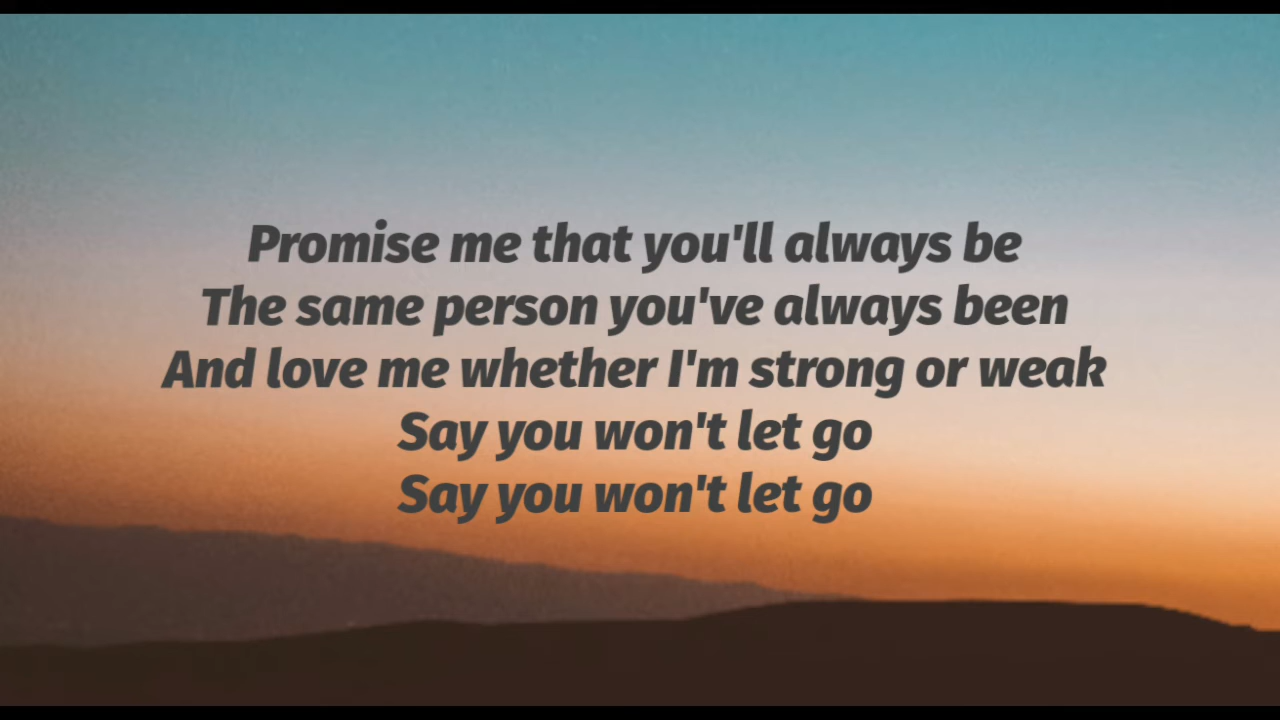 Promise me that you'll always be
The same person you've always been
And love me whether I'm strong or weak
Say you won't let go
Say you won't let go